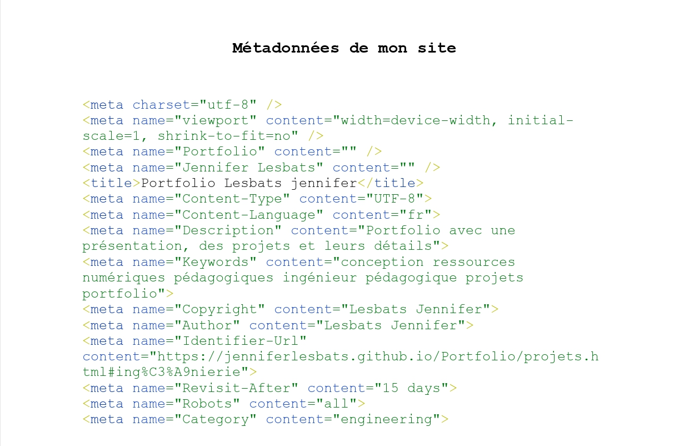 Métadonnées de mon site
<meta charset="utf-8" />
<meta name="viewport" content="width=device-width, initial-
scale=1, shrink-to-fit=no" />
<meta name="Portfolio" content="" />
<meta name="Jennifer Lesbats" content="" />
<title>Portfolio Lesbats jennifer</title>
<meta name="Content-Type" content="UTF-8">
<meta name="Content-Language" content="fr">
<meta name="Description" content="Portfolio avec une
présentation, des projets et leurs détails">
<meta name="Keywords" content="conception ressources
numériques pédagogiques ingénieur pédagogique projets
portfolio">
<meta name="Copyright" content="Lesbats Jennifer">
<meta name="Author" content="Lesbats Jennifer">
<meta name="Identifier-Url"
content="https://jenniferlesbats.github.io/Portfolio/projets.h
tml#ing%C3%A9nierie">
<meta name="Revisit-After" content="15 days">
<meta name="Robots" content="all">
<meta name="Category" content="engineering">